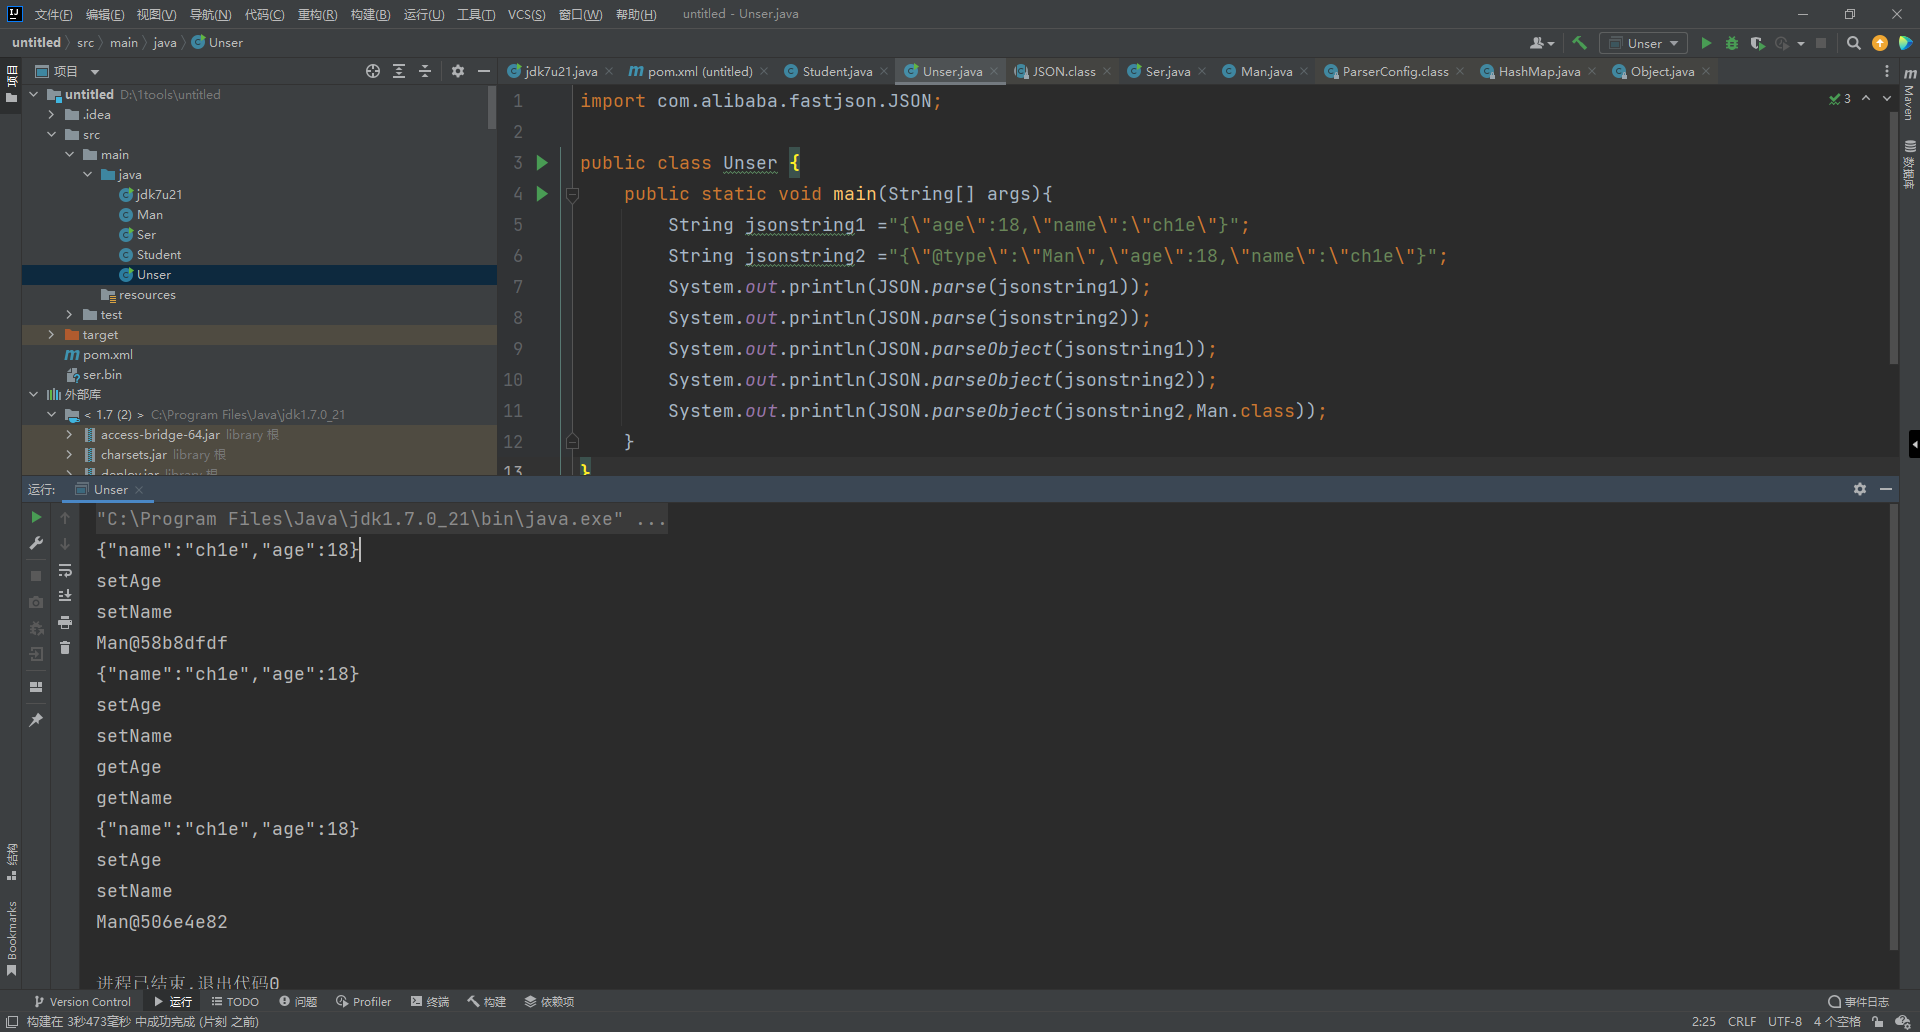 文件(F) 编辑(E) 视图(V) 导航(N) 代码(C) 重构(R) 构建(B) 运行(U) 工具(T) VCS(S) 窗口(W) 帮助(H) untitled - Unser.java
untitled src main java Unser
Unser
项目
jdk7u21.java pom.xml (untitled) Student.java Unser.java JSON.class Ser.java Man.java ParserConfig.class HashMap.java Object.java
项目
Maven
数据库
untitled D:\1tools\untitled
.idea
src
main
java
jdk7u21
Man
Ser
Student
Unser
resources
test
target
pom.xml
ser.bin
外部库
< 1.7 (2) > C:\Program Files\Java\jdk1.7.0_21
access-bridge-64.jar library 根
charsets.jar library 根
deploy.jar library 根
3
1 import com.alibaba.fastjson.JSON;
2
3 public class Unser {
4 public static void main(String[] args){
5 String jsonstring1 ="{\"age\":18,\"name\":\"ch1e\"}";
6 String jsonstring2 ="{\"@type\":\"Man\",\"age\":18,\"name\":\"ch1e\"}";
7 System.out.println(JSON.parse(jsonstring1));
8 System.out.println(JSON.parse(jsonstring2));
9 System.out.println(JSON.parseObject(jsonstring1));
10 System.out.println(JSON.parseObject(jsonstring2));
11 System.out.println(JSON.parseObject(jsonstring2,Man.class));
12 }
13 }
运行: Unser
"C:\Program Files\Java\jdk1.7.0_21\bin\java.exe" ...
{"name":"ch1e","age":18}
setAge
setName
Man@58b8dfdf
{"name":"ch1e","age":18}
setAge
setName
getAge
getName
{"name":"ch1e","age":18}
setAge
setName
Man@506e4e82
进程已结束,退出代码0
结构
Bookmarks
Version Control 运行 TODO 问题 Profiler 终端 构建 依赖项 事件日志
构建在 3秒473毫秒 中成功完成 (片刻 之前) 2:25 CRLF UTF-8 4 个空格